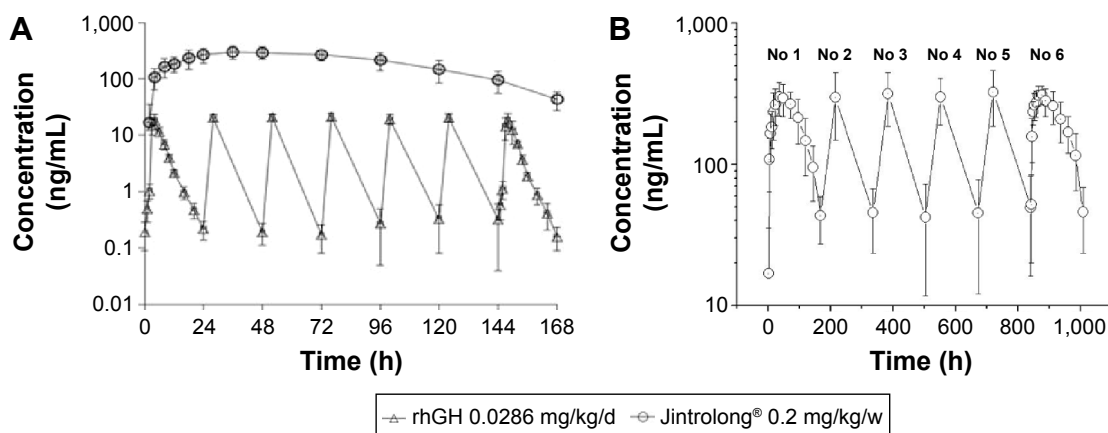 A
1,000
100
10
1
0.1
0.01
Concentration
(ng/mL)
0
24
48
72
96
120
144
168
Time (h)
B
1,000
100
10
Concentration
(ng/mL)
No 1
No 2
No 3
No 4
No 5
No 6
0
200
400
600
800
1,000
Time (h)
rhGH 0.0286 mg/kg/d
Jintrolong® 0.2 mg/kg/w